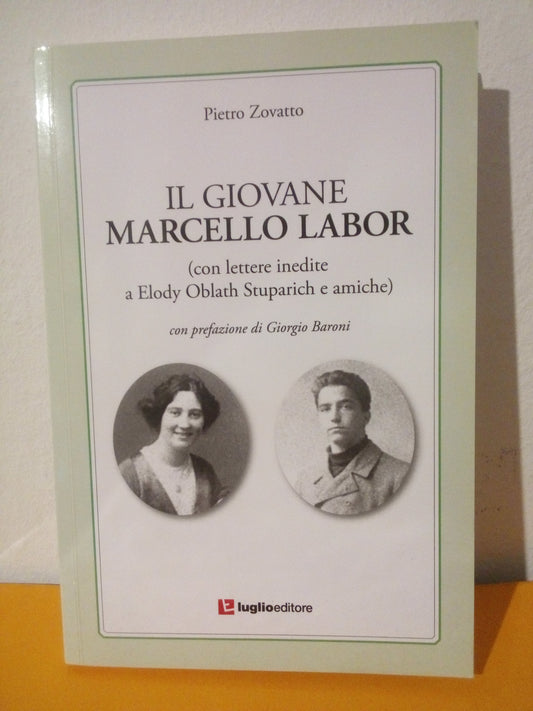 Pietro Zovatto
IL GIOVANE
MARCELLO LABOR
(con lettere inedite
a Elody Oblath Stuparich e amiche)
con prefazione di Giorgio Baroni
luglioeditore